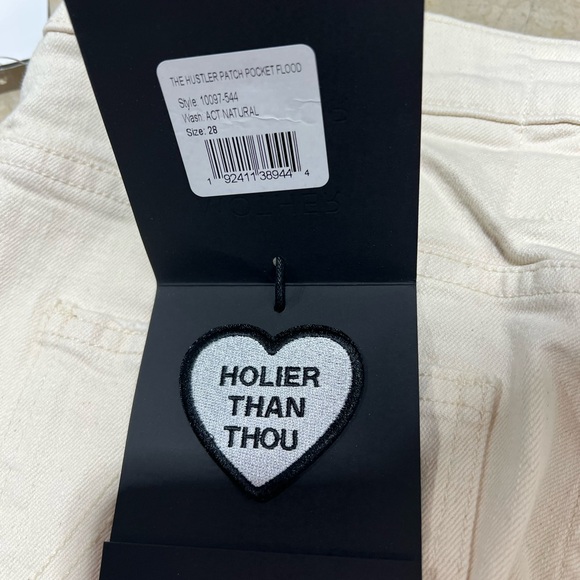 THE HUSTLER PATCH POCKET FLOOD
Style: 10097-544
Wash: ACT NATURAL
Size: 28
1 92411 38944 4
HOLIER
THAN
THOU